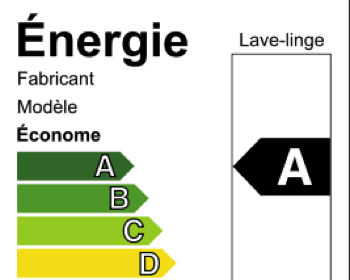 Énergie
Lave-linge
Fabricant
Modèle
Économe
A
A
B
C
D